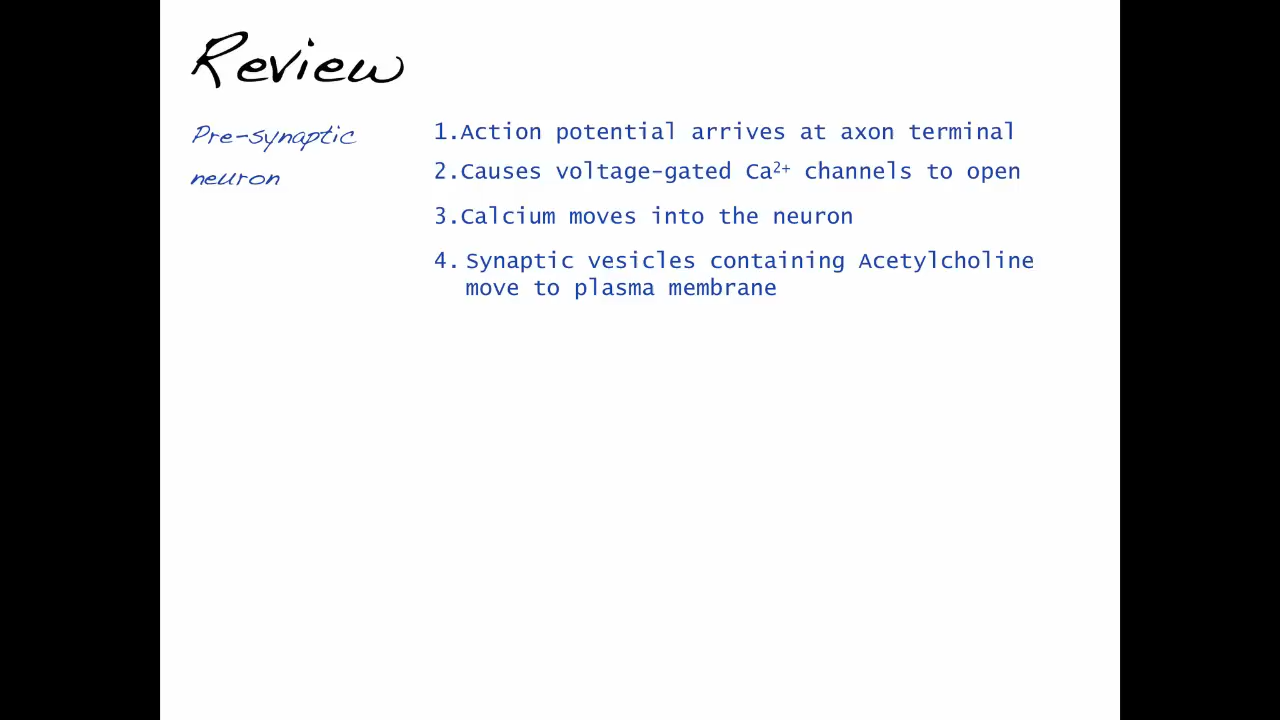 Review
Pre-synaptic
neuron
1.Action potential arrives at axon terminal
2.Causes voltage-gated Ca²⁺ channels to open
3.Calcium moves into the neuron
4. Synaptic vesicles containing Acetylcholine
move to plasma membrane